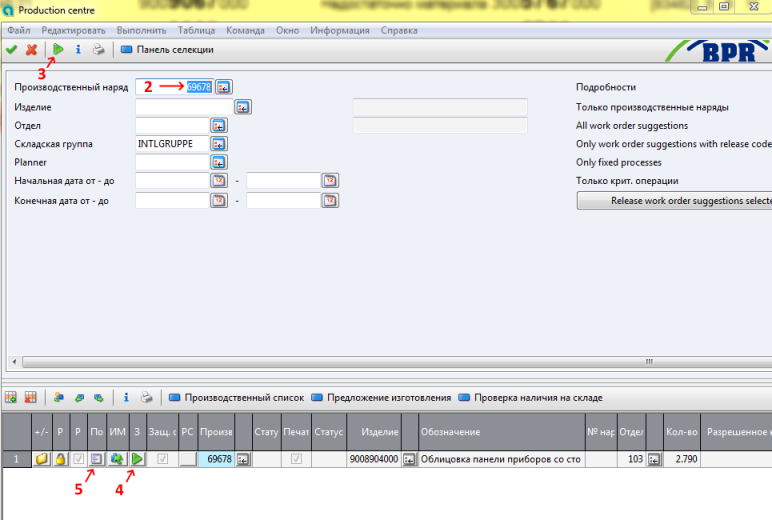 Production centre
Файл Редактировать Выполнить Таблица Команда Окно Информация Справка
Панель селекции
BPR
3
Производственный наряд 2 69678 Подробности
Изделие Только производственные наряды
Отдел All work order suggestions
Складская группа INTLGRUPPE Only work order suggestions with release code
Planner Only fixed processes
Начальная дата от - до - Только крит. операции
Конечная дата от - до - Release work order suggestions selecte
Производственный список Предложение изготовления Проверка наличия на складе
+/- Р Р По ИМ З Защ. с РС Произв Стату Печат Статус Изделие Обозначение № нар Отдел Кол-во Разрешенное к
1 69678 9008904000 Облицовка панели приборов со сто 103 2.790
5 4